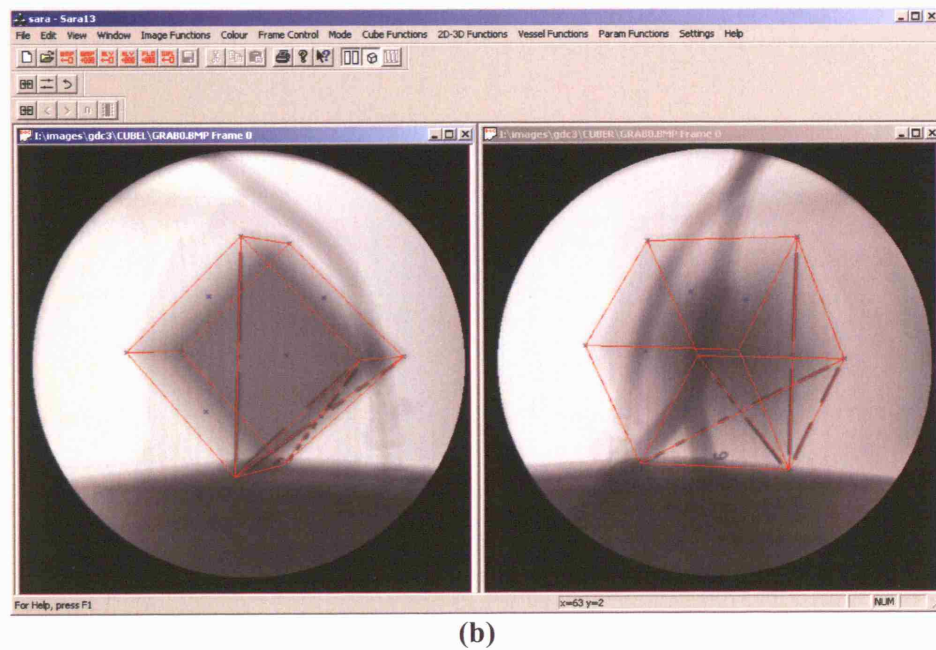 sara - Sara13
File Edit View Window Image Functions Colour Frame Control Mode Cube Functions 2D-3D Functions Vessel Functions Param Functions Settings Help
I:\images\gdc3\CUBEL\GRAB0.BMP Frame 0
I:\images\gdc3\CUBER\GRAB0.BMP Frame 0
For Help, press F1
x=63 y=2
NUM
(b)